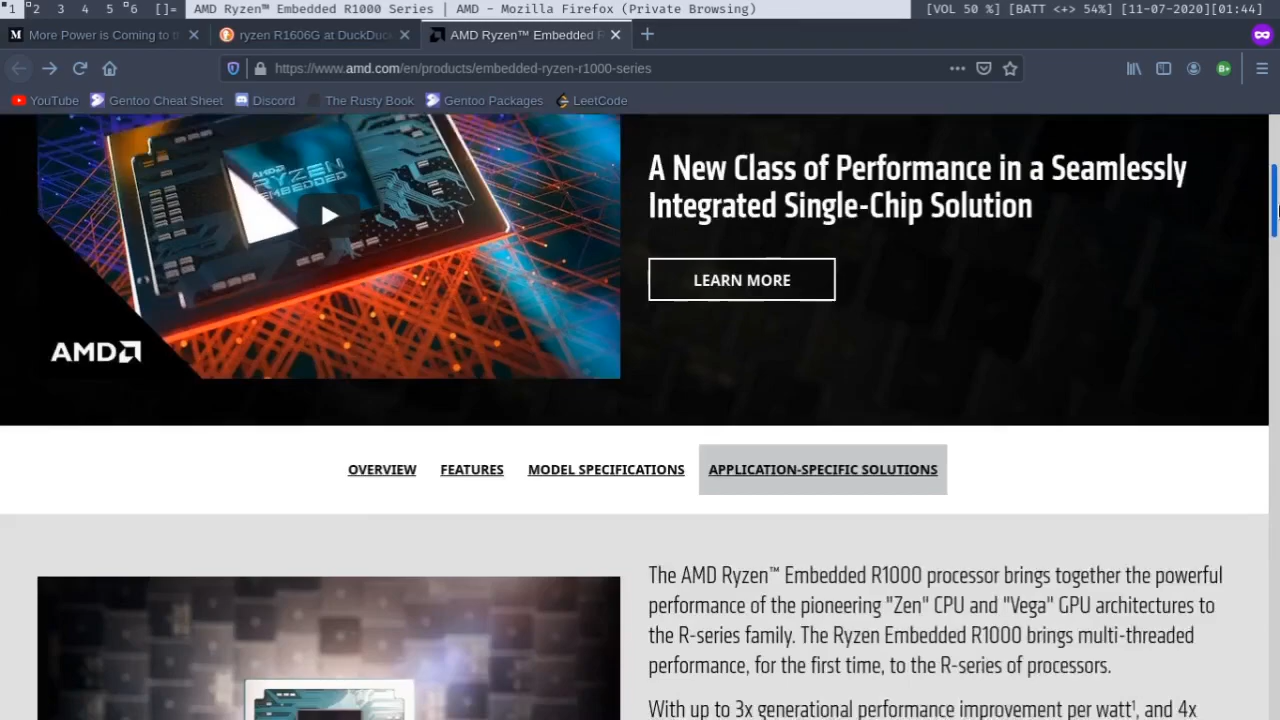 1 2 3 4 5 6 []= AMD Ryzen™ Embedded R1000 Series | AMD - Mozilla Firefox (Private Browsing) [VOL 50 %] [BATT <+> 54%] [11-07-2020][01:44]
M More Power is Coming to t ryzen R1606G at DuckDuc AMD Ryzen™ Embedded R
https://www.amd.com/en/products/embedded-ryzen-r1000-series
YouTube Gentoo Cheat Sheet Discord The Rusty Book Gentoo Packages LeetCode
AMD
RYZEN
EMBEDDED
AMD
A New Class of Performance in a Seamlessly
Integrated Single-Chip Solution
LEARN MORE
OVERVIEW FEATURES MODEL SPECIFICATIONS APPLICATION-SPECIFIC SOLUTIONS
The AMD Ryzen™ Embedded R1000 processor brings together the powerful
performance of the pioneering "Zen" CPU and "Vega" GPU architectures to
the R-series family. The Ryzen Embedded R1000 brings multi-threaded
performance, for the first time, to the R-series of processors.
With up to 3x generational performance improvement per watt¹, and 4x